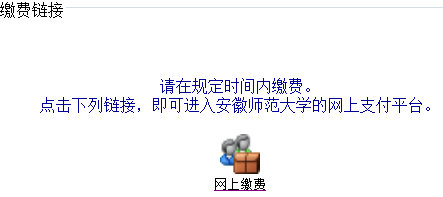 缴费链接
请在规定时间内缴费。
点击下列链接，即可进入安徽师范大学的网上支付平台。
网上缴费